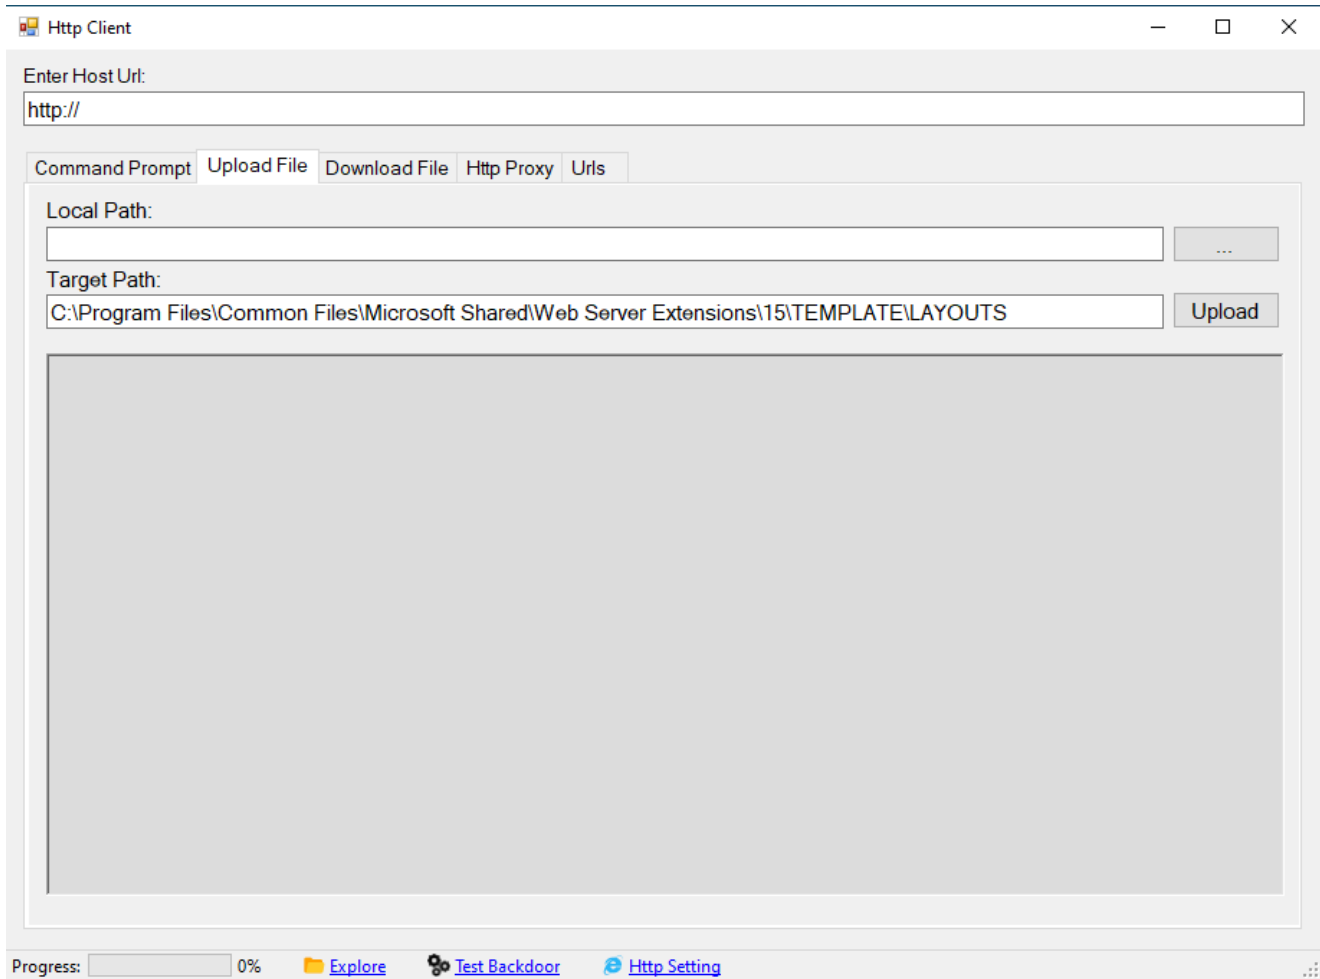 Http Client
Enter Host Url:
http://
Command Prompt Upload File Download File Http Proxy Urls
Local Path:
...
Target Path:
C:\Program Files\Common Files\Microsoft Shared\Web Server Extensions\15\TEMPLATE\LAYOUTS Upload
Progress: 0% Explore Test Backdoor Http Setting